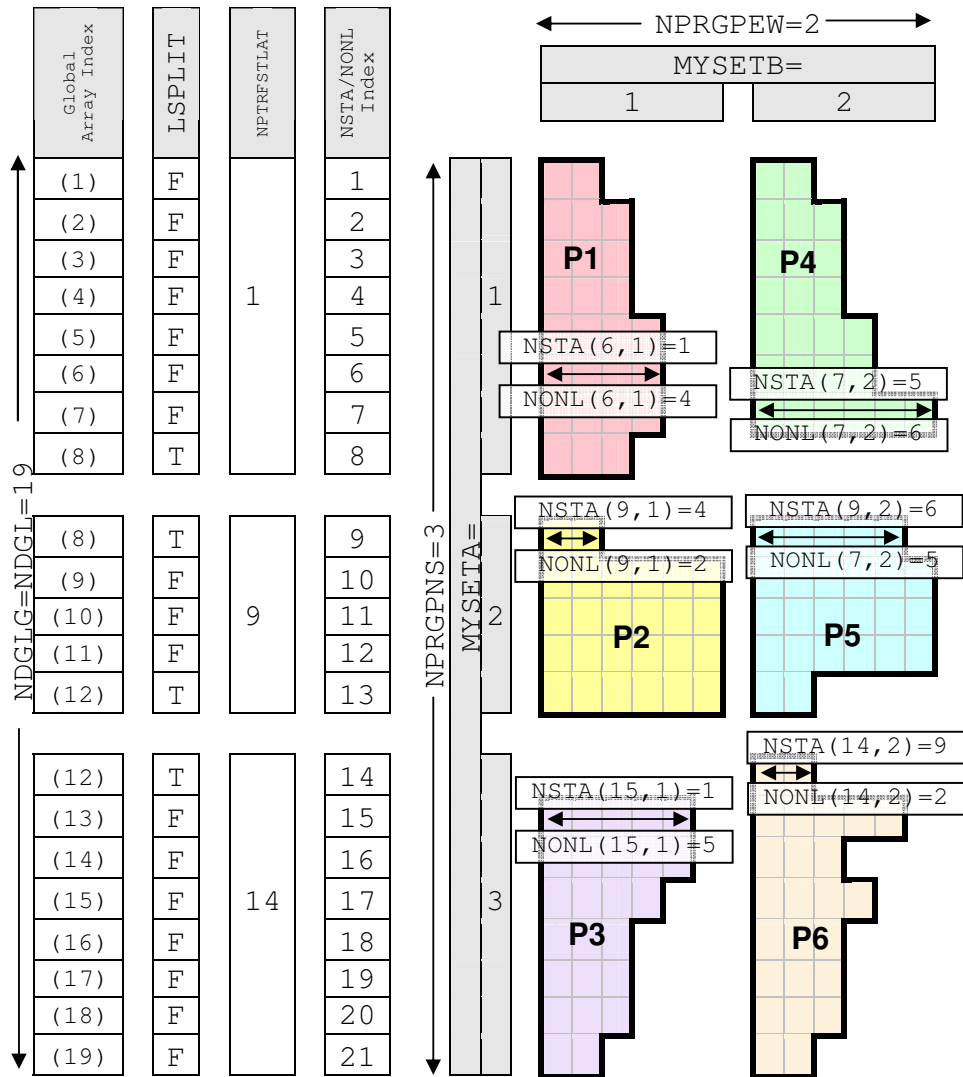 Global
Array Index
LSPLIT
NPTRFSTLAT
NSTA/NONL
Index
NPRGPEW=2
MYSETB=
1 2
NDGLG=NDGL=19
NPRGPNS=3
MYSETA=
(1) F 1
(2) F 2
(3) F 3
P1 P4
(4) F 1 4 1
(5) F 5
NSTA(6,1)=1
(6) F 6
NSTA(7,2)=5
NONL(6,1)=4
(7) F 7
NONL(7,2)=6
(8) T 8
NSTA(9,1)=4 NSTA(9,2)=6
(8) T 9
NONL(9,1)=2 NONL(7,2)=5
(9) F 10
(10) F 9 11 2
P2 P5
(11) F 12
(12) T 13
NSTA(14,2)=9
(12) T 14
NSTA(15,1)=1
NONL(14,2)=2
(13) F 15
NONL(15,1)=5
(14) F 16
(15) F 14 17 3
P3 P6
(16) F 18
(17) F 19
(18) F 20
(19) F 21